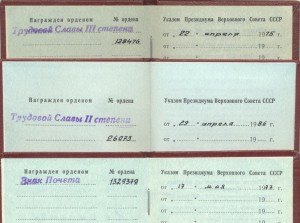 Награжден орденом № ордена
Трудовой Славы III степени
128476
Указом Президиума Верховного Совета СССР
от „ 22 “ апреля 1975 г.
от „ “ 19 г.
Награжден орденом № ордена
Трудовой Славы II степени
26073
Указом Президиума Верховного Совета СССР
от „ 29 “ апреля 1986 г.
от „ “ 19 г.
от „ “ 19 г.
Награжден орденом № ордена
Знак Почета 1329379
Указом Президиума Верховного Совета СССР
от „ 17 “ мая 1977 г.
от „ “ 19 г.
от „ “ 19 г.